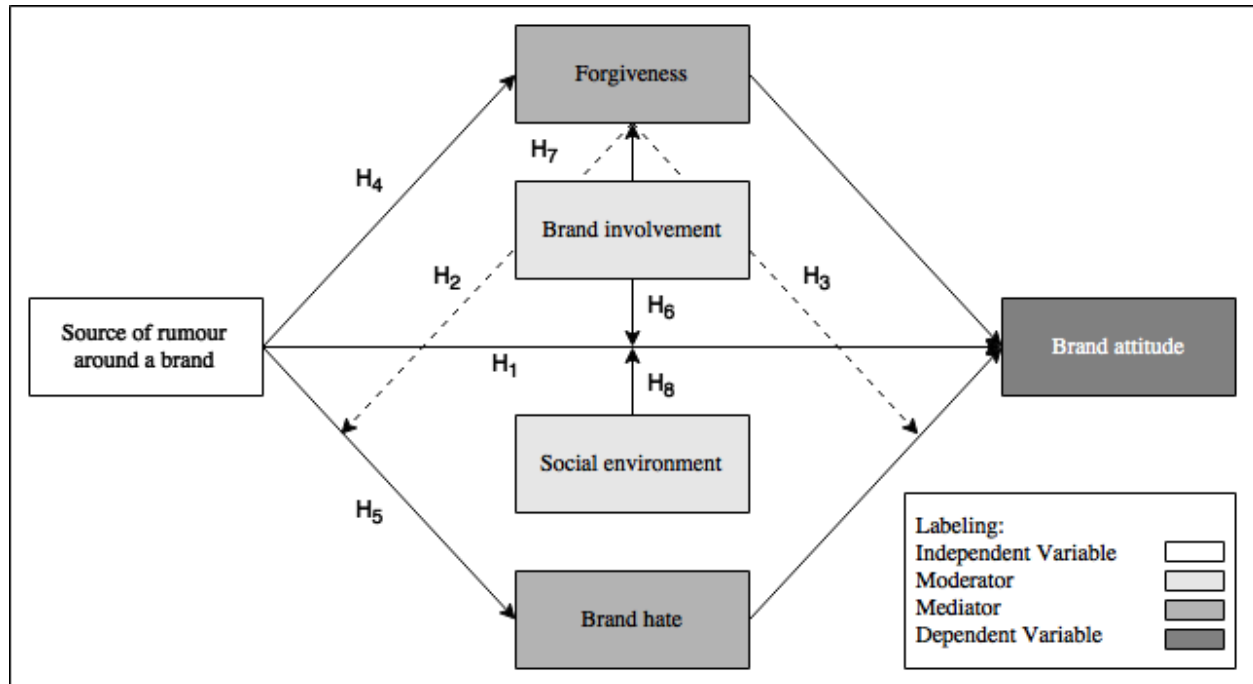 Forgiveness
H7
H4
Brand involvement
H2
H3
Source of rumour
around a brand
H6
Brand attitude
H1
H8
Social environment
H5
Labeling:
Independent Variable
Moderator
Mediator
Dependent Variable
Brand hate